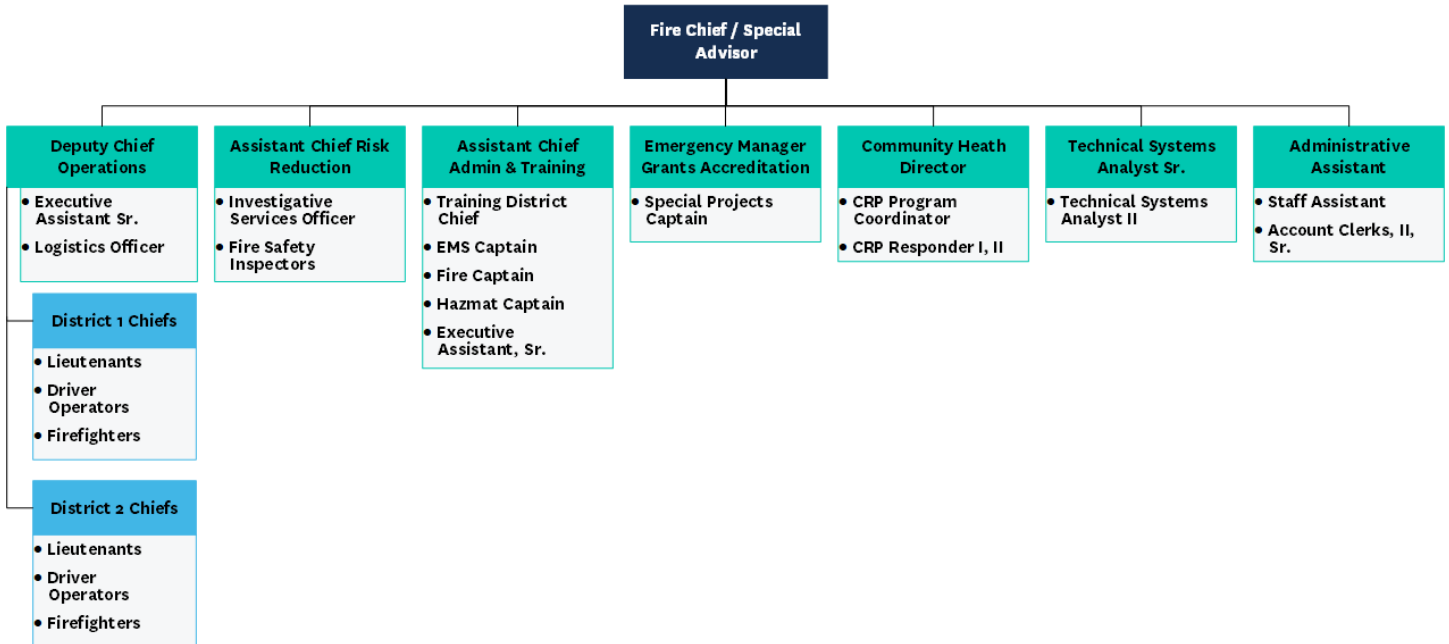 Fire Chief / Special
Advisor
Deputy Chief
Operations
• Executive
Assistant Sr.
• Logistics Officer
District 1 Chiefs
• Lieutenants
• Driver
Operators
• Firefighters
District 2 Chiefs
• Lieutenants
• Driver
Operators
• Firefighters
Assistant Chief Risk
Reduction
• Investigative
Services Officer
• Fire Safety
Inspectors
Assistant Chief
Admin & Training
• Training District
Chief
• EMS Captain
• Fire Captain
• Hazmat Captain
• Executive
Assistant, Sr.
Emergency Manager
Grants Accreditation
• Special Projects
Captain
Community Heath
Director
• CRP Program
Coordinator
• CRP Responder I, II
Technical Systems
Analyst Sr.
• Technical Systems
Analyst II
Administrative
Assistant
• Staff Assistant
• Account Clerks, II,
Sr.